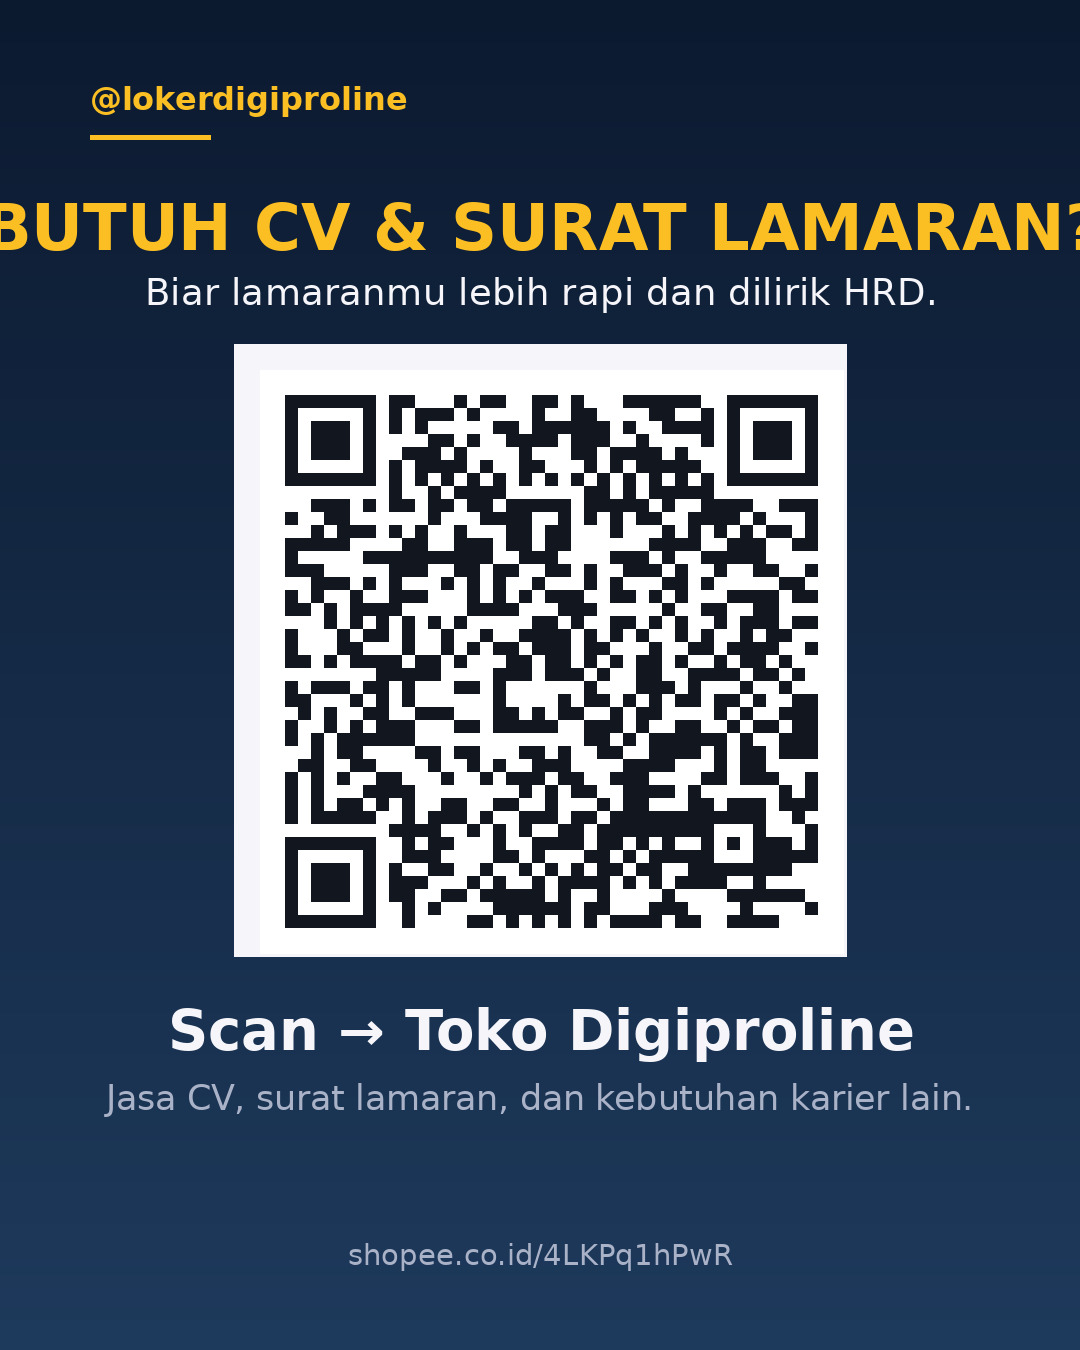 @lokerdigiproline
BUTUH CV & SURAT LAMARAN?
Biar lamaranmu lebih rapi dan dilirik HRD.
Scan → Toko Digiproline
Jasa CV, surat lamaran, dan kebutuhan karier lain.
shopee.co.id/4LKPq1hPwR